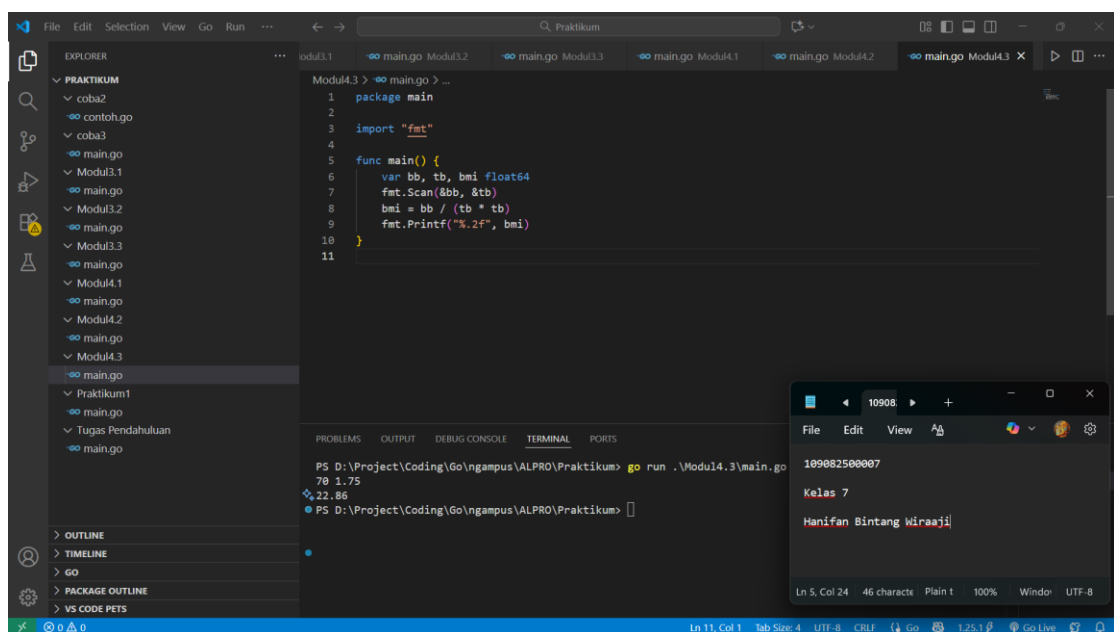 File Edit Selection View Go Run ...
Praktikum
EXPLORER
PRAKTIKUM
coba2
contoh.go
coba3
main.go
Modul3.1
main.go
Modul3.2
main.go
Modul3.3
main.go
Modul4.1
main.go
Modul4.2
main.go
Modul4.3
main.go
Praktikum1
main.go
Tugas Pendahuluan
main.go
OUTLINE
TIMELINE
GO
PACKAGE OUTLINE
VS CODE PETS
odul3.1 main.go Modul3.2 main.go Modul3.3 main.go Modul4.1 main.go Modul4.2 main.go Modul4.3
Modul4.3 > main.go > ...
1 package main
2
3 import "fmt"
4
5 func main() {
6 var bb, tb, bmi float64
7 fmt.Scan(&bb, &tb)
8 bmi = bb / (tb * tb)
9 fmt.Printf("%.2f", bmi)
10 }
11
PROBLEMS OUTPUT DEBUG CONSOLE TERMINAL PORTS
PS D:\Project\Coding\Go\ngampus\ALPRO\Praktikum> go run .\Modul4.3\main.go
70 1.75
22.86
PS D:\Project\Coding\Go\ngampus\ALPRO\Praktikum>
10908
File Edit View
109082500007
Kelas 7
Hanifan Bintang Wiraaji
Ln 5, Col 24 46 characte Plain t 100% Windo UTF-8
0 0 Ln 11, Col 1 Tab Size: 4 UTF-8 CRLF Go 1.25.1 Go Live